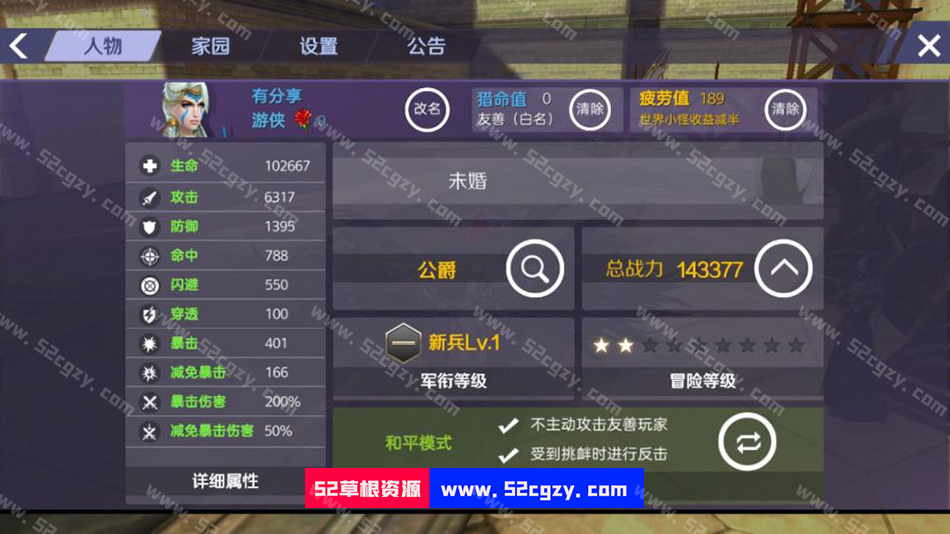 人物 家园 设置 公告
有分享
游侠 0
改名
猎命值 0
友善（白名）
清除
疲劳值 189
世界小怪收益减半
清除
生命 102667
攻击 6317
防御 1395
命中 788
闪避 550
穿透 100
暴击 401
减免暴击 166
暴击伤害 200%
减免暴击伤害 50%
详细属性
未婚
公爵
总战力 143377
新兵Lv.1
军衔等级
冒险等级
和平模式
不主动攻击友善玩家
受到挑衅时进行反击
52草根资源 www.52cgzy.com
www.52cgzy.com